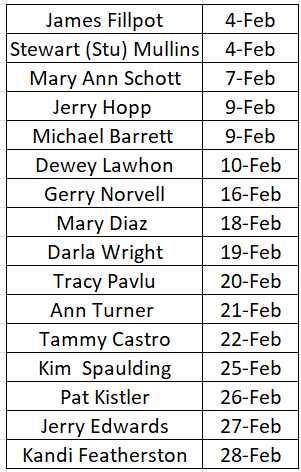 James Fillpot 4-Feb
Stewart (Stu) Mullins 4-Feb
Mary Ann Schott 7-Feb
Jerry Hopp 9-Feb
Michael Barrett 9-Feb
Dewey Lawhon 10-Feb
Gerry Norvell 16-Feb
Mary Diaz 18-Feb
Darla Wright 19-Feb
Tracy Pavlu 20-Feb
Ann Turner 21-Feb
Tammy Castro 22-Feb
Kim  Spaulding 25-Feb
Pat Kistler 26-Feb
Jerry Edwards 27-Feb
Kandi Featherston 28-Feb